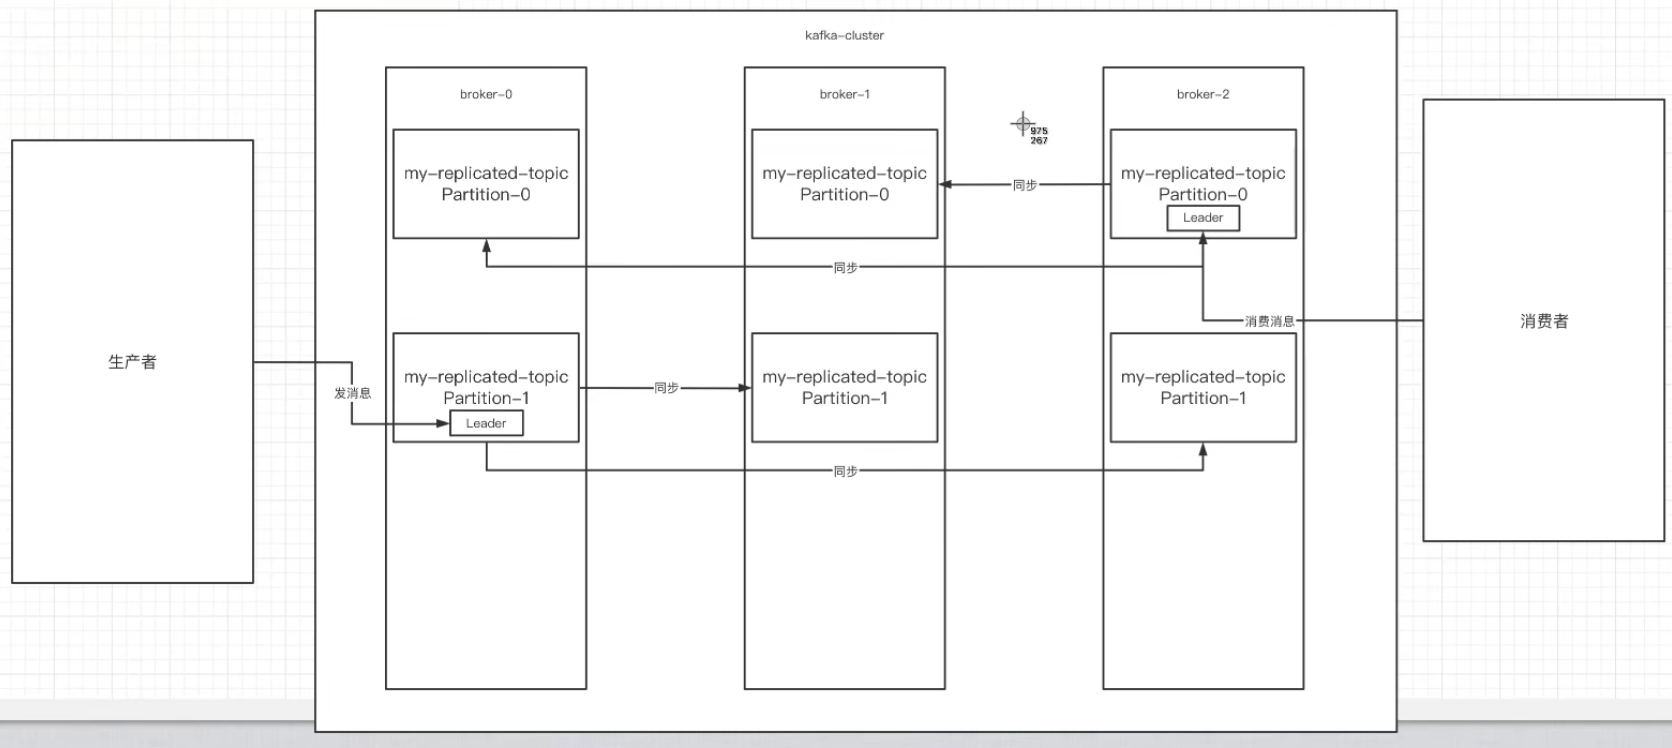 kafka-cluster
broker-0
broker-1
broker-2
975
267
my-replicated-topic
Partition-0
my-replicated-topic
Partition-0
同步
my-replicated-topic
Partition-0
Leader
同步
消费消息
消费者
生产者
发消息
my-replicated-topic
Partition-1
Leader
同步
my-replicated-topic
Partition-1
my-replicated-topic
Partition-1
同步